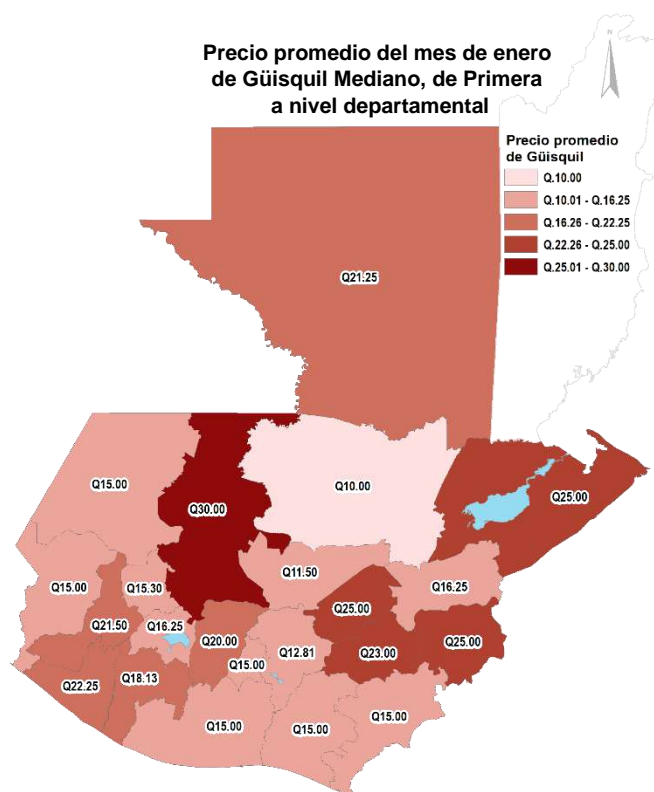 Precio promedio del mes de enero
de Güisquil Mediano, de Primera
a nivel departamental
N
Precio promedio
de Güisquil
Q.10.00
Q.10.01 - Q.16.25
Q.16.26 - Q.22.25
Q.22.26 - Q.25.00
Q.25.01 - Q.30.00
Q21.25
Q15.00
Q30.00
Q10.00
Q25.00
Q15.00
Q15.30
Q11.50
Q16.25
Q21.50
Q16.25
Q25.00
Q20.00
Q12.81
Q23.00
Q25.00
Q15.00
Q22.25
Q18.13
Q15.00
Q15.00
Q15.00